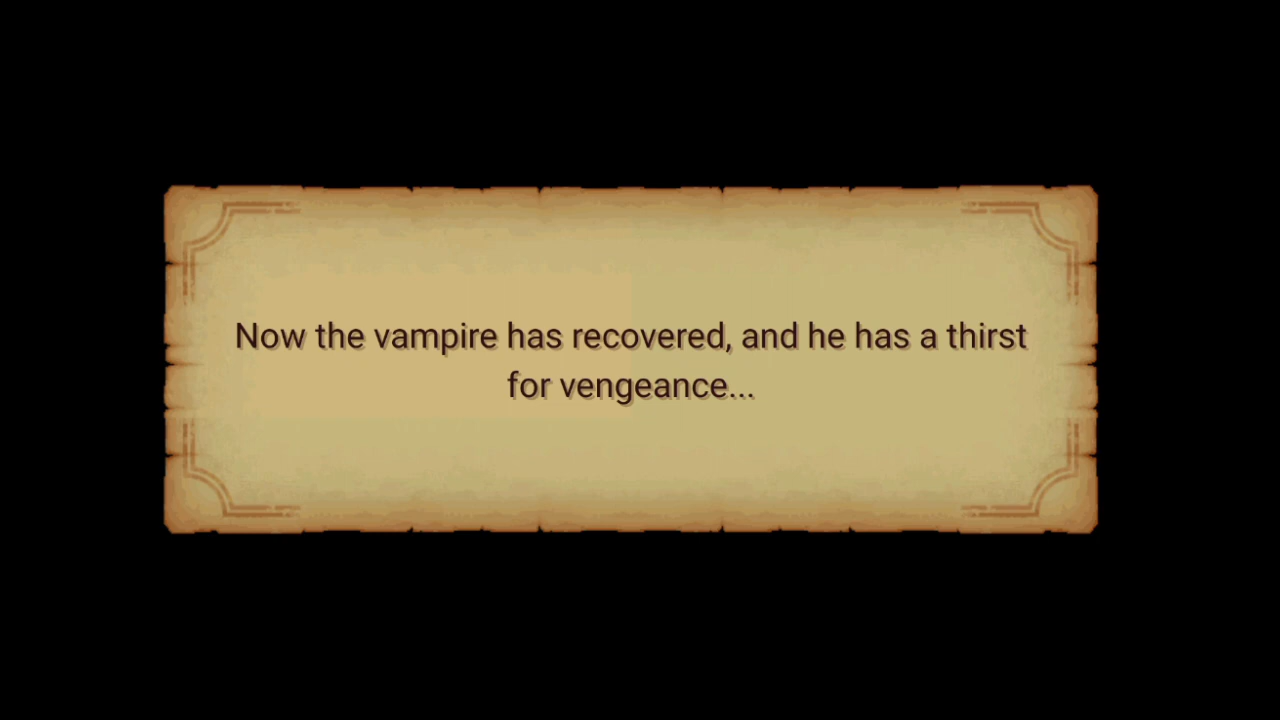 Now the vampire has recovered, and he has a thirst
for vengeance...